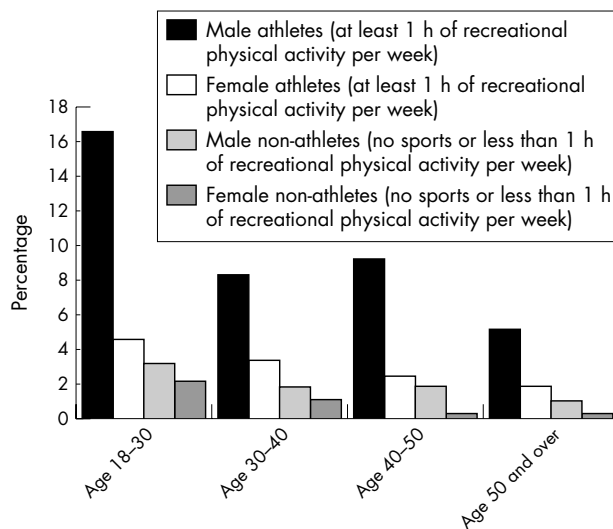 Male athletes (at least 1 h of recreational
physical activity per week)
Female athletes (at least 1 h of recreational
physical activity per week)
Male non-athletes (no sports or less than 1 h
of recreational physical activity per week)
Female non-athletes (no sports or less than 1 h
of recreational physical activity per week)
Percentage
18
16
14
12
10
8
6
4
2
0
Age 18–30
Age 30–40
Age 40–50
Age 50 and over